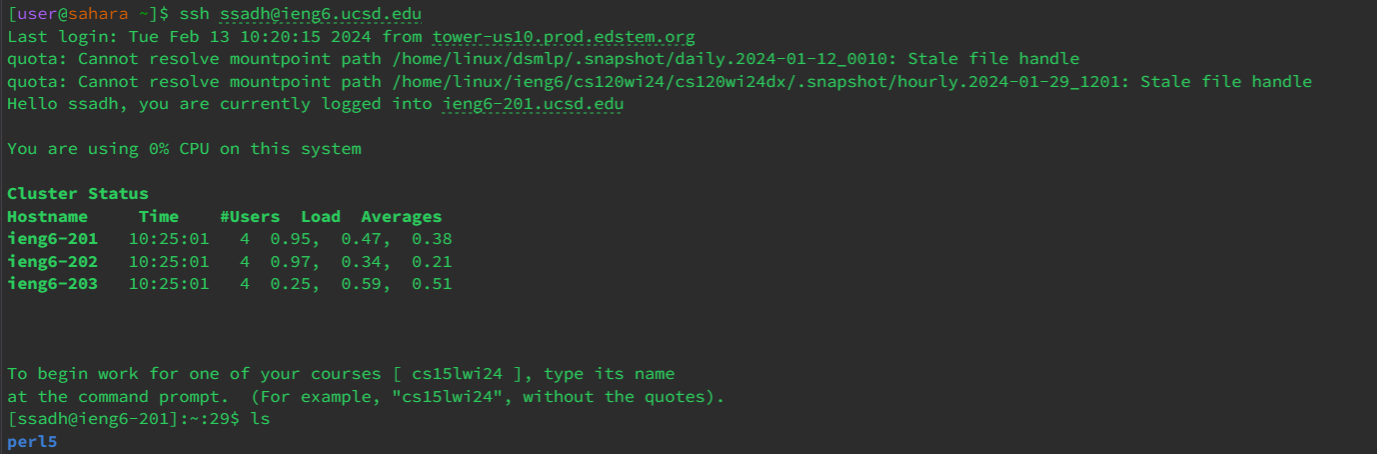 [user@sahara ~]$ ssh ssadh@ieng6.ucsd.edu
Last login: Tue Feb 13 10:20:15 2024 from tower-us10.prod.edstem.org
quota: Cannot resolve mountpoint path /home/linux/dsmlp/.snapshot/daily.2024-01-12_0010: Stale file handle
quota: Cannot resolve mountpoint path /home/linux/ieng6/cs120wi24/cs120wi24dx/.snapshot/hourly.2024-01-29_1201: Stale file handle
Hello ssadh, you are currently logged into ieng6-201.ucsd.edu
You are using 0% CPU on this system
Cluster Status
Hostname     Time    #Users  Load  Averages
ieng6-201   10:25:01   4  0.95,  0.47,  0.38
ieng6-202   10:25:01   4  0.97,  0.34,  0.21
ieng6-203   10:25:01   4  0.25,  0.59,  0.51
To begin work for one of your courses [ cs15lwi24 ], type its name
at the command prompt.  (For example, "cs15lwi24", without the quotes).
[ssadh@ieng6-201]:~:29$ ls
perl5